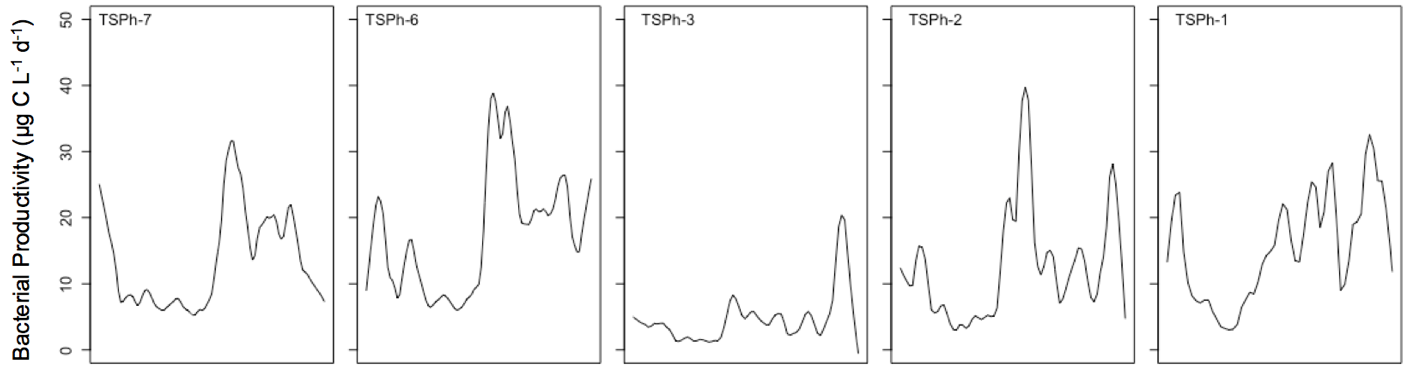 Bacterial Productivity (µg C L-1 d-1)
50
40
30
20
10
0
TSPh-7
TSPh-6
TSPh-3
TSPh-2
TSPh-1